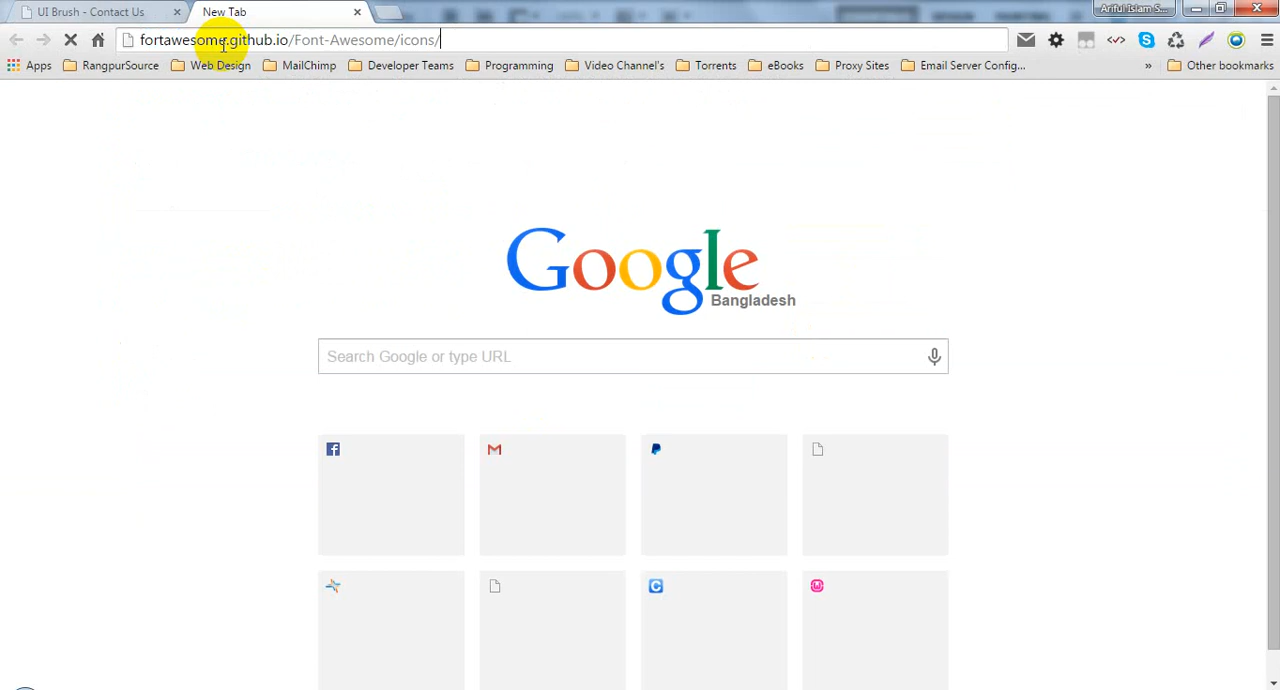 UI Brush - Contact Us
New Tab
Ariful Islam S...
fortawesome.github.io/Font-Awesome/icons/
Apps RangpurSource Web Design MailChimp Developer Teams Programming Video Channel's Torrents eBooks Proxy Sites Email Server Config... » Other bookmarks
Google
Bangladesh
Search Google or type URL